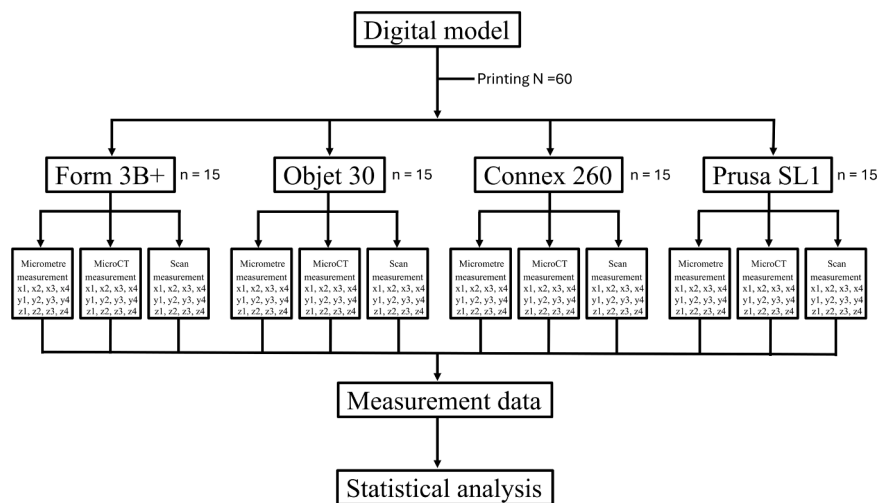 Digital model
Printing N =60
Form 3B+
n = 15
Objet 30
n = 15
Connex 260
n = 15
Prusa SL1
n = 15
Micrometre
measurement
x1, x2, x3, x4
y1, y2, y3, y4
z1, z2, z3, z4
MicroCT
measurement
x1, x2, x3, x4
y1, y2, y3, y4
z1, z2, z3, z4
Scan
measurement
x1, x2, x3, x4
y1, y2, y3, y4
z1, z2, z3, z4
Micrometre
measurement
x1, x2, x3, x4
y1, y2, y3, y4
z1, z2, z3, z4
MicroCT
measurement
x1, x2, x3, x4
y1, y2, y3, y4
z1, z2, z3, z4
Scan
measurement
x1, x2, x3, x4
y1, y2, y3, y4
z1, z2, z3, z4
Micrometre
measurement
x1, x2, x3, x4
y1, y2, y3, y4
z1, z2, z3, z4
MicroCT
measurement
x1, x2, x3, x4
y1, y2, y3, y4
z1, z2, z3, z4
Scan
measurement
x1, x2, x3, x4
y1, y2, y3, y4
z1, z2, z3, z4
Micrometre
measurement
x1, x2, x3, x4
y1, y2, y3, y4
z1, z2, z3, z4
MicroCT
measurement
x1, x2, x3, x4
y1, y2, y3, y4
z1, z2, z3, z4
Scan
measurement
x1, x2, x3, x4
y1, y2, y3, y4
z1, z2, z3, z4
Measurement data
Statistical analysis